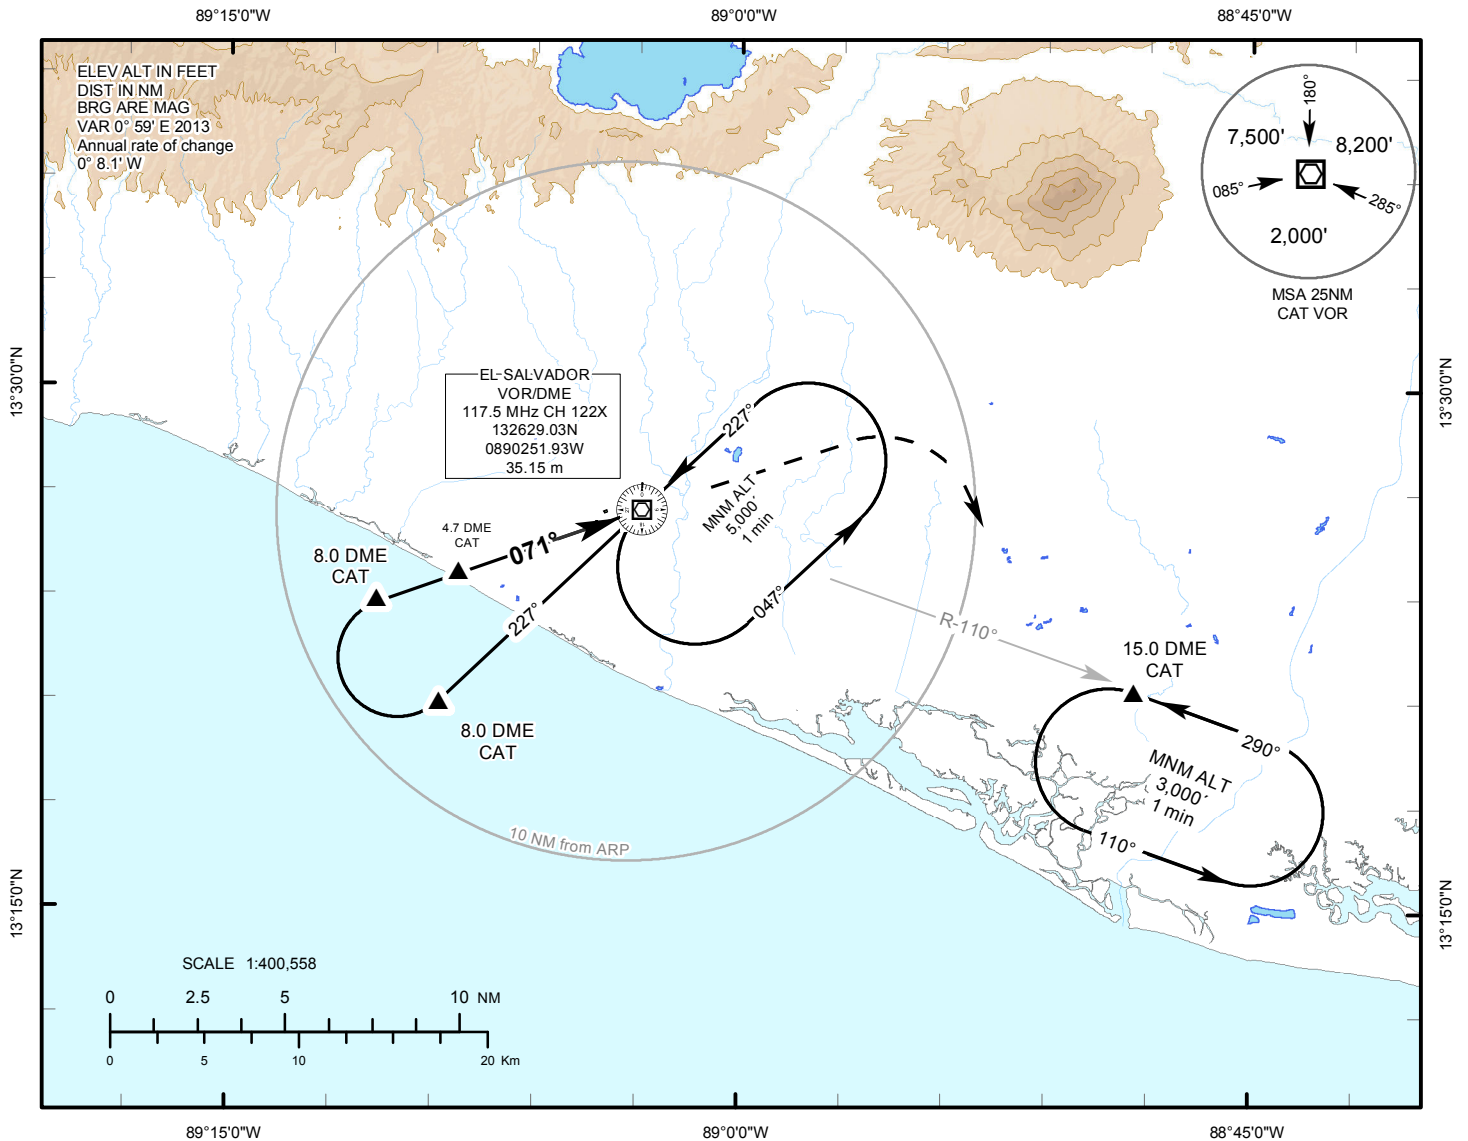 89°15'0"W
89°0'0"W
88°45'0"W
ELEV ALT IN FEET
DIST IN NM
BRG ARE MAG
VAR 0° 59' E 2013
Annual rate of change
0° 8.1' W
180°
7,500'
8,200'
085°
285°
2,000'
MSA 25NM
CAT VOR
13°30'0"N
13°30'0"N
EL SALVADOR
VOR/DME
117.5 MHz CH 122X
132629.03N
0890251.93W
35.15 m
227°
MNM ALT
5,000´
1 min
4.7 DME
CAT
071°
8.0 DME
CAT
227°
047°
R-110°
15.0 DME
CAT
8.0 DME
CAT
290°
MNM ALT
3,000´
1 min
110°
10 NM from ARP
13°15'0"N
13°15'0"N
SCALE 1:400,558
0 2.5 5 10 NM
0 5 10 20 Km
89°15'0"W
89°0'0"W
88°45'0"W